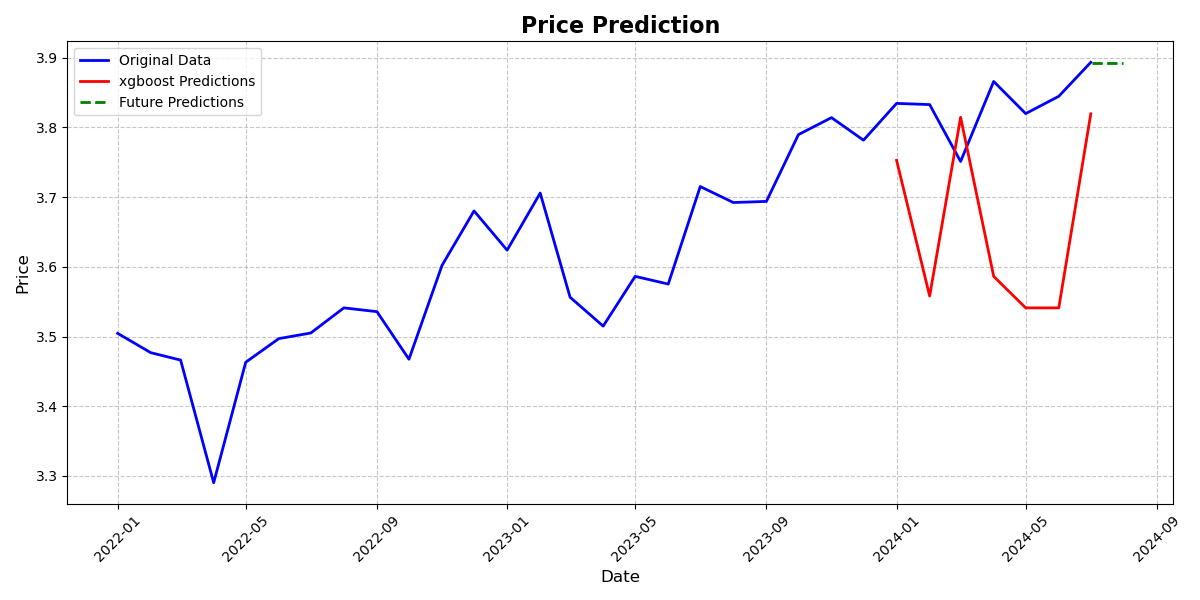 Price Prediction
Original Data
xgboost Predictions
Future Predictions
Price
3.9
3.8
3.7
3.6
3.5
3.4
3.3
2022-01
2022-05
2022-09
2023-01
2023-05
2023-09
2024-01
2024-05
2024-09
Date